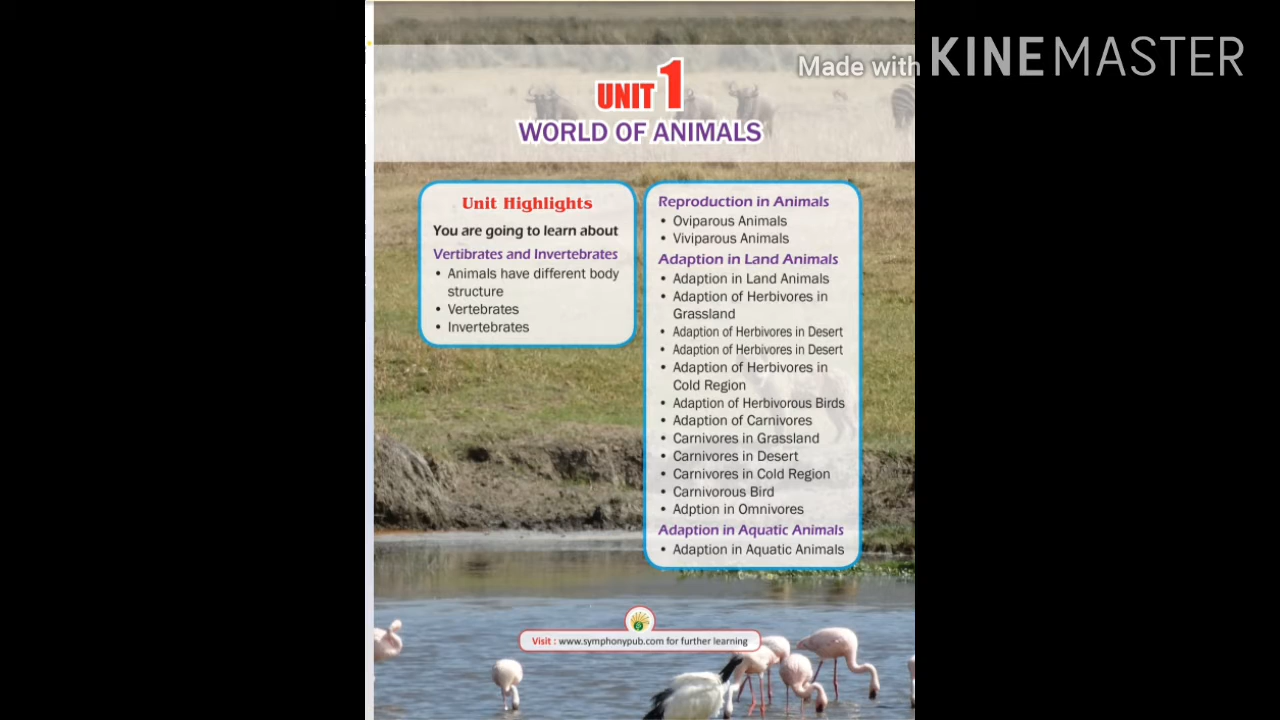 Made with KINEMASTER
UNIT 1
WORLD OF ANIMALS
Unit Highlights
You are going to learn about
Vertibrates and Invertebrates
• Animals have different body
structure
• Vertebrates
• Invertebrates
Reproduction in Animals
• Oviparous Animals
• Viviparous Animals
Adaption in Land Animals
• Adaption in Land Animals
• Adaption of Herbivores in
Grassland
• Adaption of Herbivores in Desert
• Adaption of Herbivores in Desert
• Adaption of Herbivores in
Cold Region
• Adaption of Herbivorous Birds
• Adaption of Carnivores
• Carnivores in Grassland
• Carnivores in Desert
• Carnivores in Cold Region
• Carnivorous Bird
• Adption in Omnivores
Adaption in Aquatic Animals
• Adaption in Aquatic Animals
Visit : www.symphonypub.com for further learning